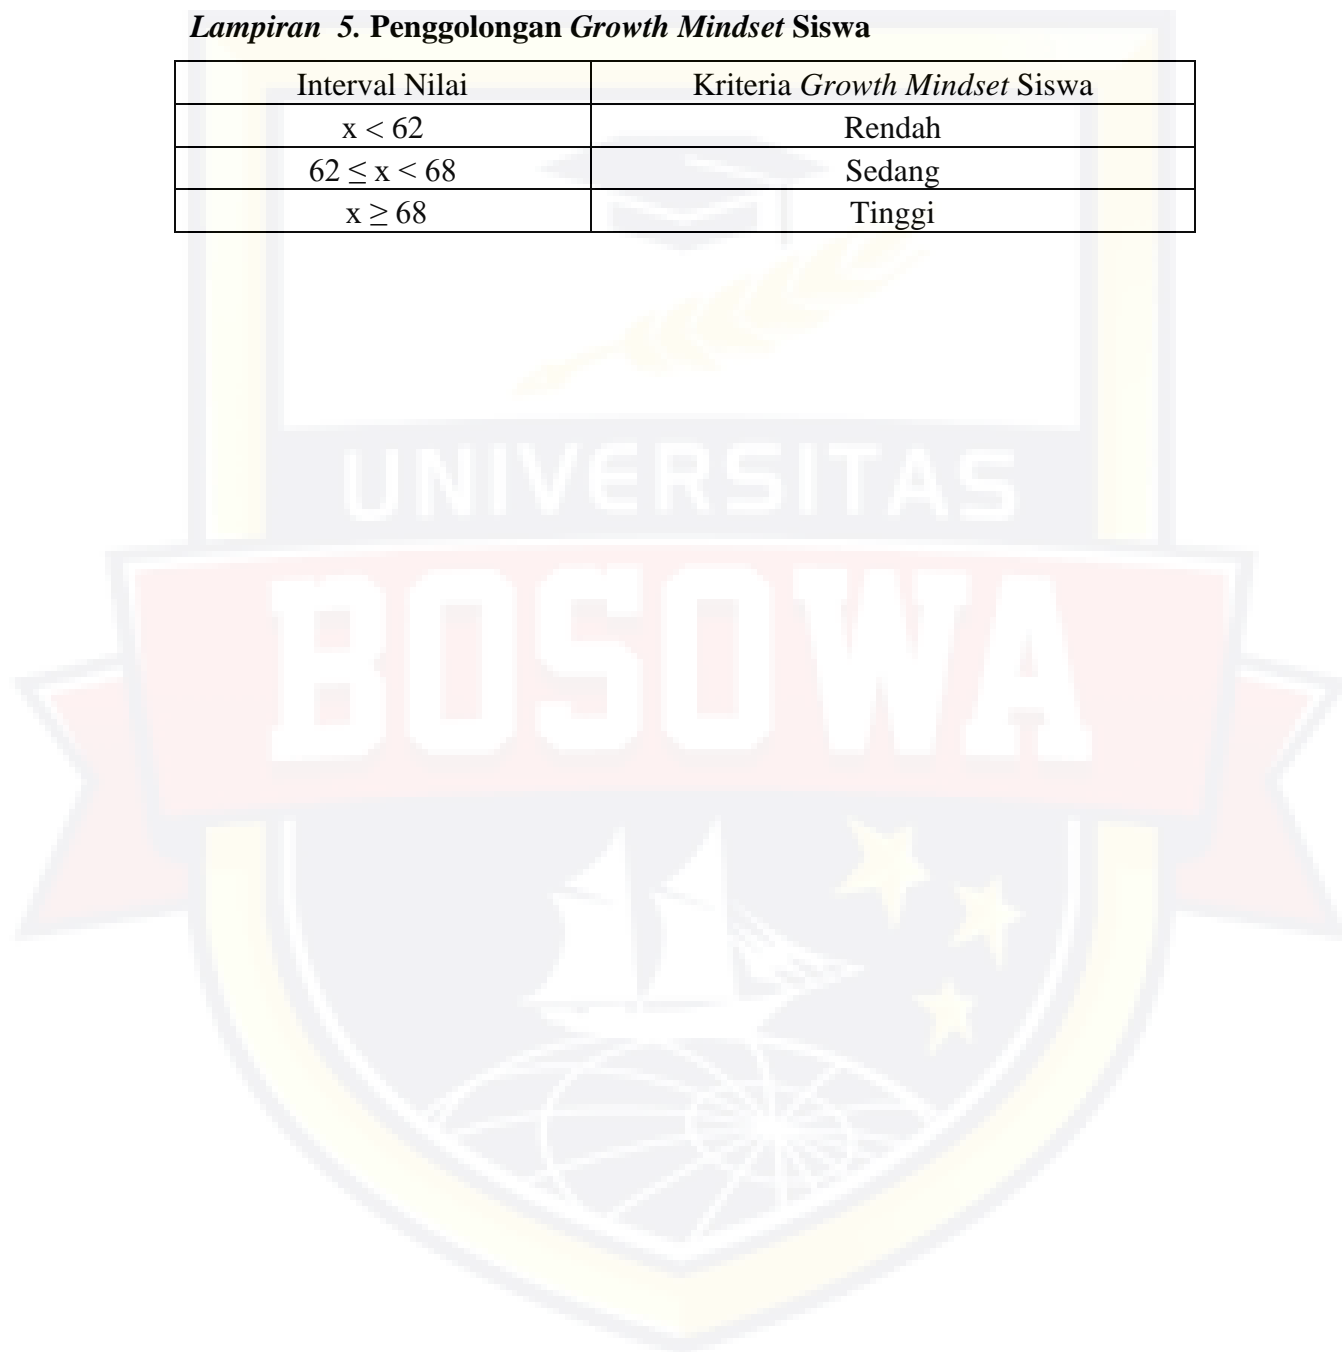 Lampiran 5. Penggolongan Growth Mindset Siswa
Interval Nilai Kriteria Growth Mindset Siswa
x < 62 Rendah
62 ≤ x < 68 Sedang
x ≥ 68 Tinggi
UNIVERSITAS
BOSOWA